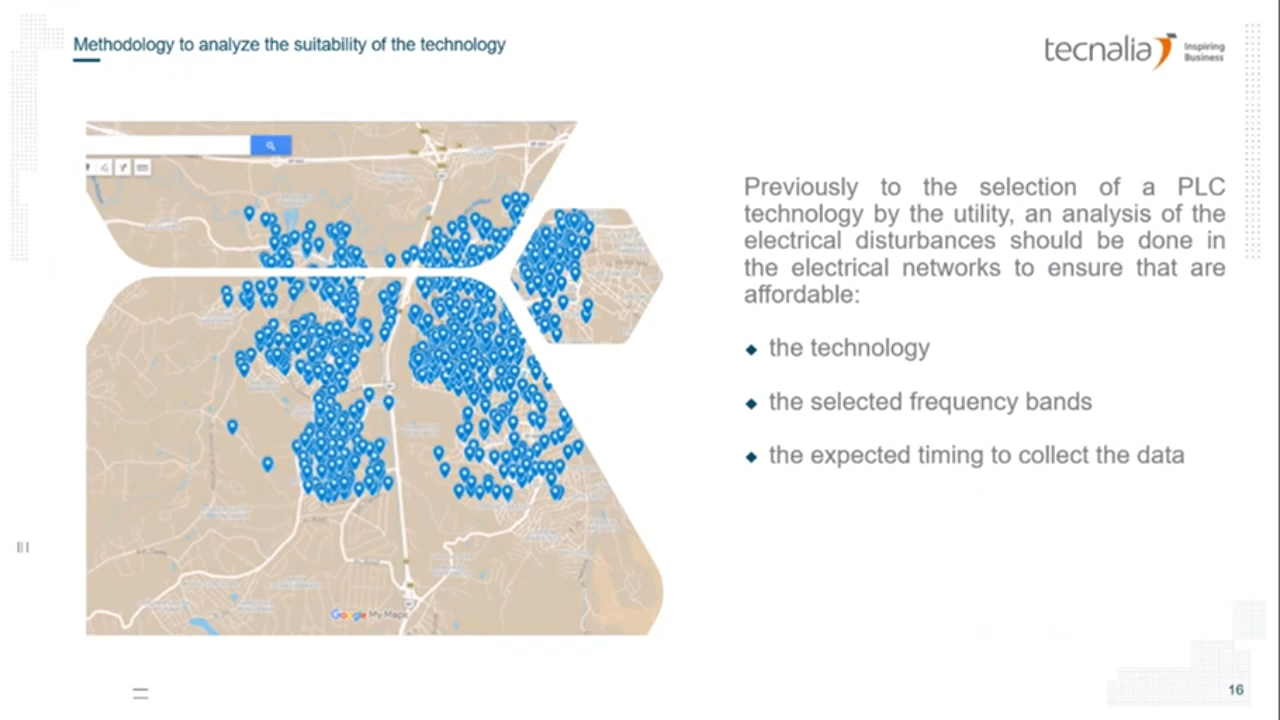 Methodology to analyze the suitability of the technology
tecnalia Inspiring
Business
Previously to the selection of a PLC
technology by the utility, an analysis of the
electrical disturbances should be done in
the electrical networks to ensure that are
affordable:
the technology
the selected frequency bands
the expected timing to collect the data
Google My Maps
16